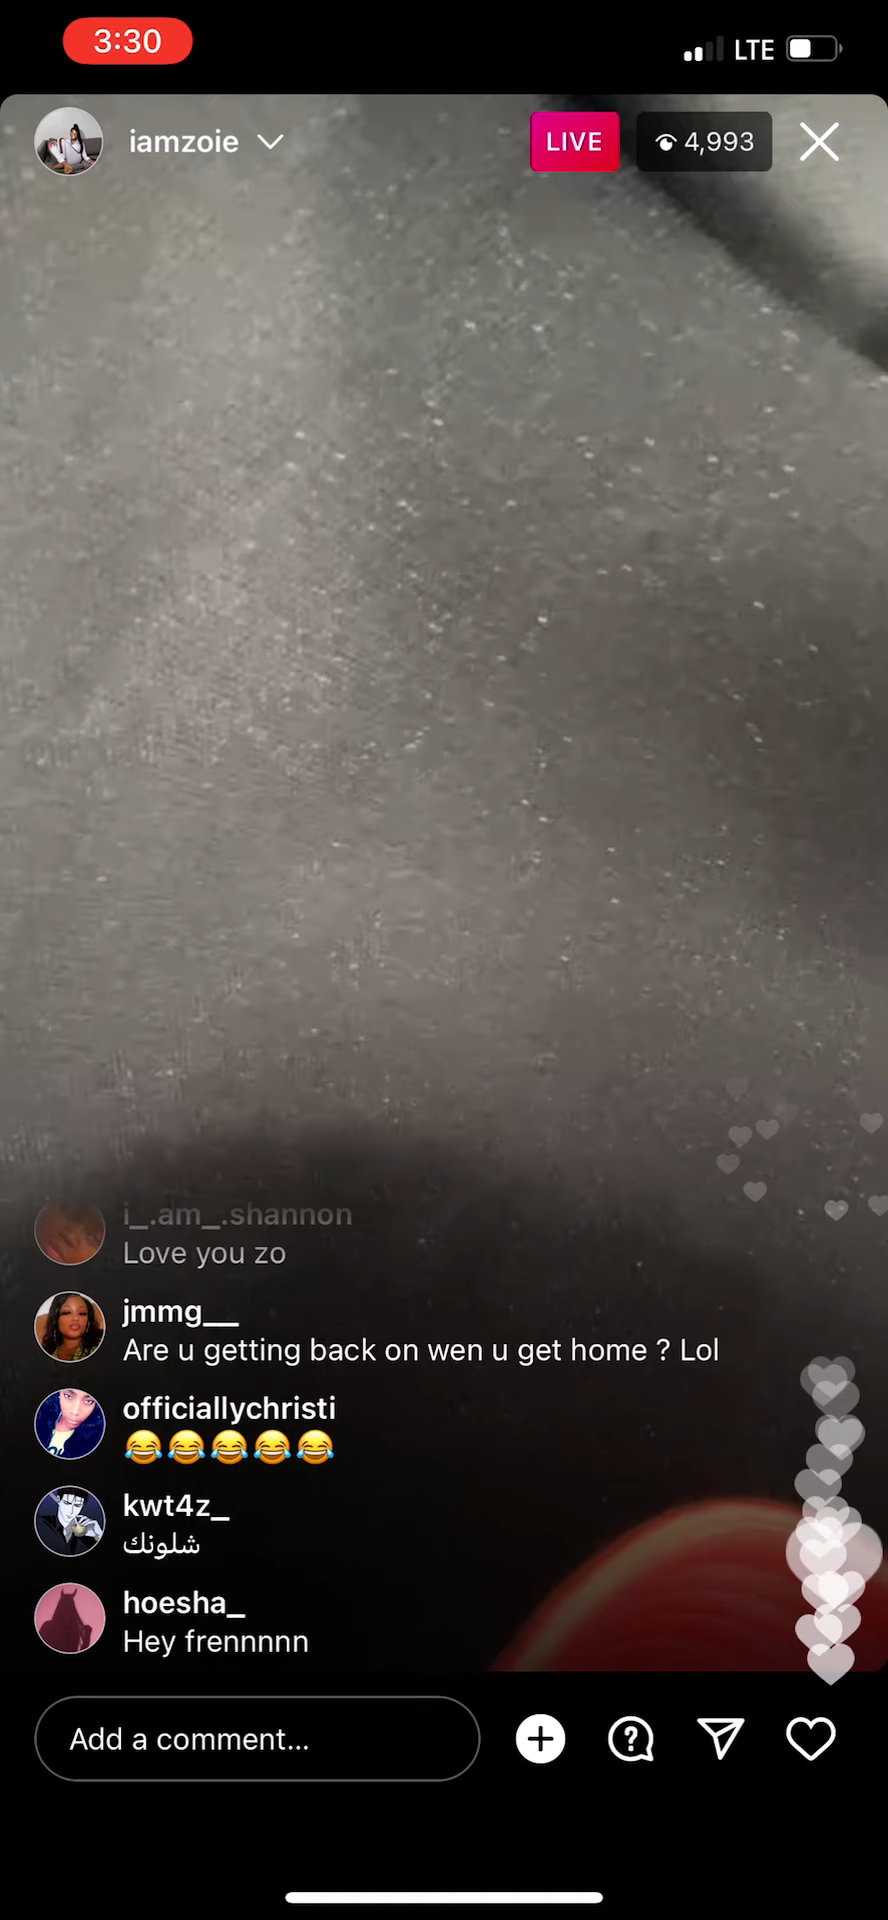 3:30
LTE
iamzoie
LIVE
4,993
i_.am_.shannon
Love you zo
jmmg__
Are u getting back on wen u get home ? Lol
officiallychristi
😂😂😂😂😂
kwt4z_
شلونك
hoesha_
Hey frennnnn
Add a comment...